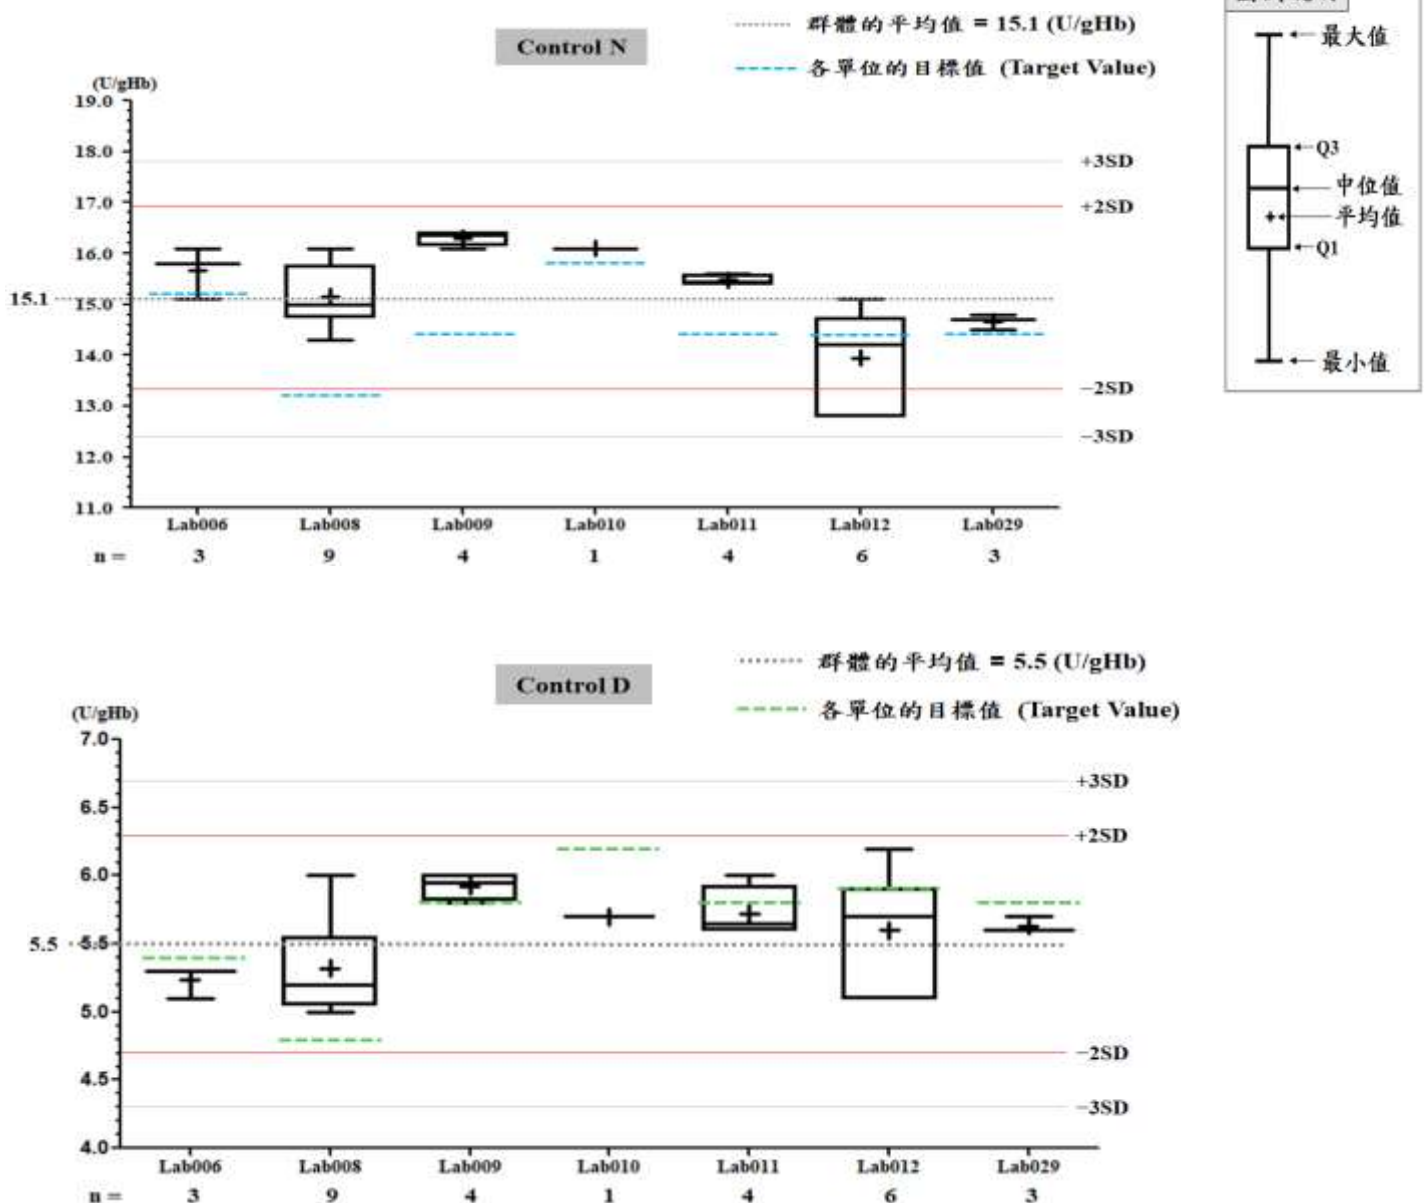 Control N
群體的平均值 = 15.1 (U/gHb)
各單位的目標值 (Target Value)
(U/gHb)
19.0
18.0
17.0
16.0
15.0
14.0
13.0
12.0
11.0
15.1
+3SD
+2SD
−2SD
−3SD
Lab006 Lab008 Lab009 Lab010 Lab011 Lab012 Lab029
n = 3 9 4 1 4 6 3
最大值
Q3
中位值
平均值
Q1
最小值
Control D
群體的平均值 = 5.5 (U/gHb)
各單位的目標值 (Target Value)
(U/gHb)
7.0
6.5
6.0
5.5
5.0
4.5
4.0
5.5
+3SD
+2SD
−2SD
−3SD
Lab006 Lab008 Lab009 Lab010 Lab011 Lab012 Lab029
n = 3 9 4 1 4 6 3